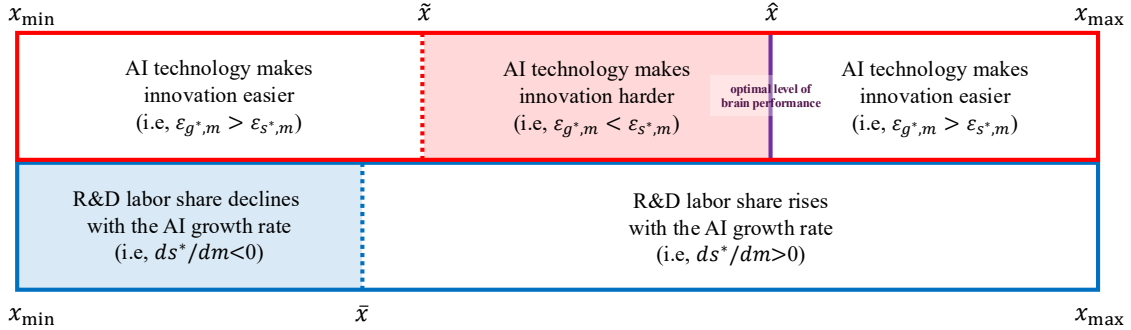 x_min x̃ x̂ x_max
AI technology makes
innovation easier
(i.e, ε_{g*,m} > ε_{s*,m})
AI technology makes
innovation harder
(i.e, ε_{g*,m} < ε_{s*,m})
optimal level of
brain performance
AI technology makes
innovation easier
(i.e, ε_{g*,m} > ε_{s*,m})
R&D labor share declines
with the AI growth rate
(i.e, ds*/dm<0)
R&D labor share rises
with the AI growth rate
(i.e, ds*/dm>0)
x_min x̄ x_max